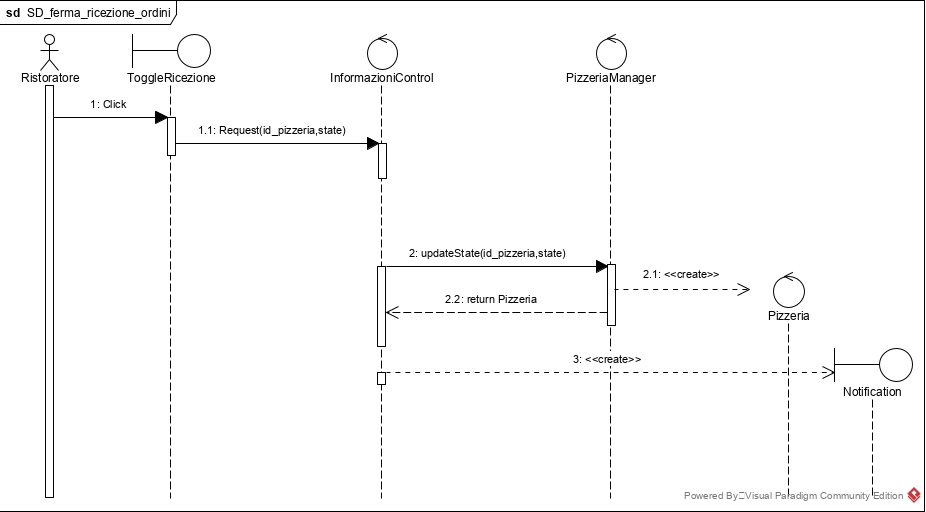 sd SD_ferma_ricezione_ordini
Ristoratore
ToggleRicezione
InformazioniControl
PizzeriaManager
1: Click
1.1: Request(id_pizzeria,state)
2: updateState(id_pizzeria,state)
2.1: <<create>>
2.2: return Pizzeria
Pizzeria
3: <<create>>
Notification
Powered By Visual Paradigm Community Edition